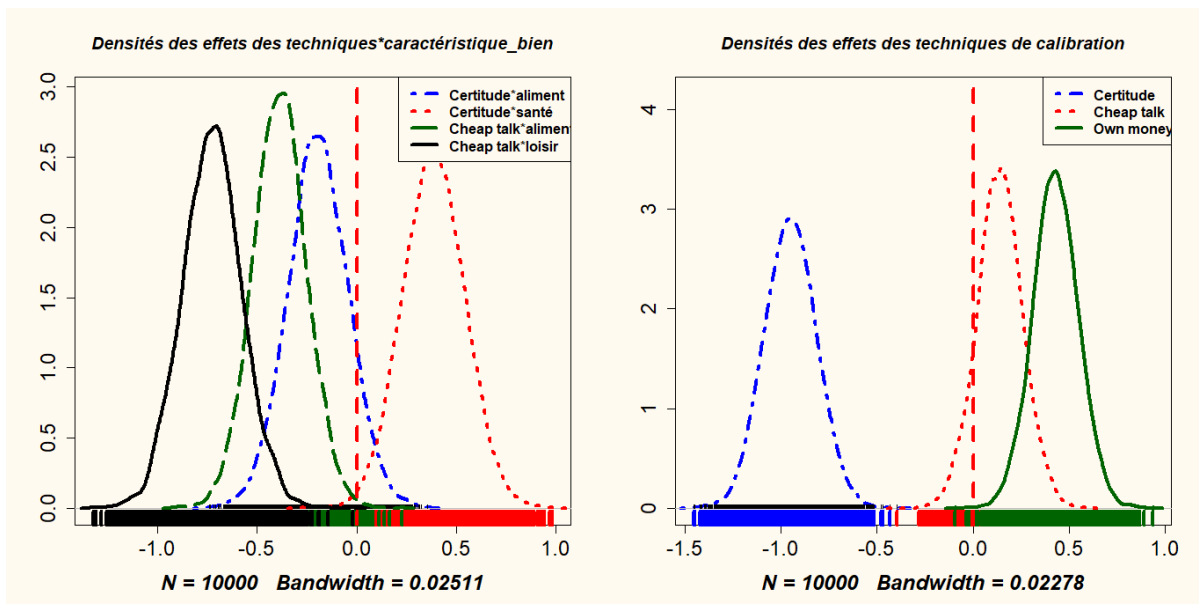 Densités des effets des techniques*caractéristique_bien
3.0
2.5
2.0
1.5
1.0
0.5
0.0
Certitude*aliment
Certitude*santé
Cheap talk*aliment
Cheap talk*loisir
-1.0 -0.5 0.0 0.5 1.0
N = 10000 Bandwidth = 0.02511
Densités des effets des techniques de calibration
4
3
2
1
0
Certitude
Cheap talk
Own money
-1.5 -1.0 -0.5 0.0 0.5 1.0
N = 10000 Bandwidth = 0.02278